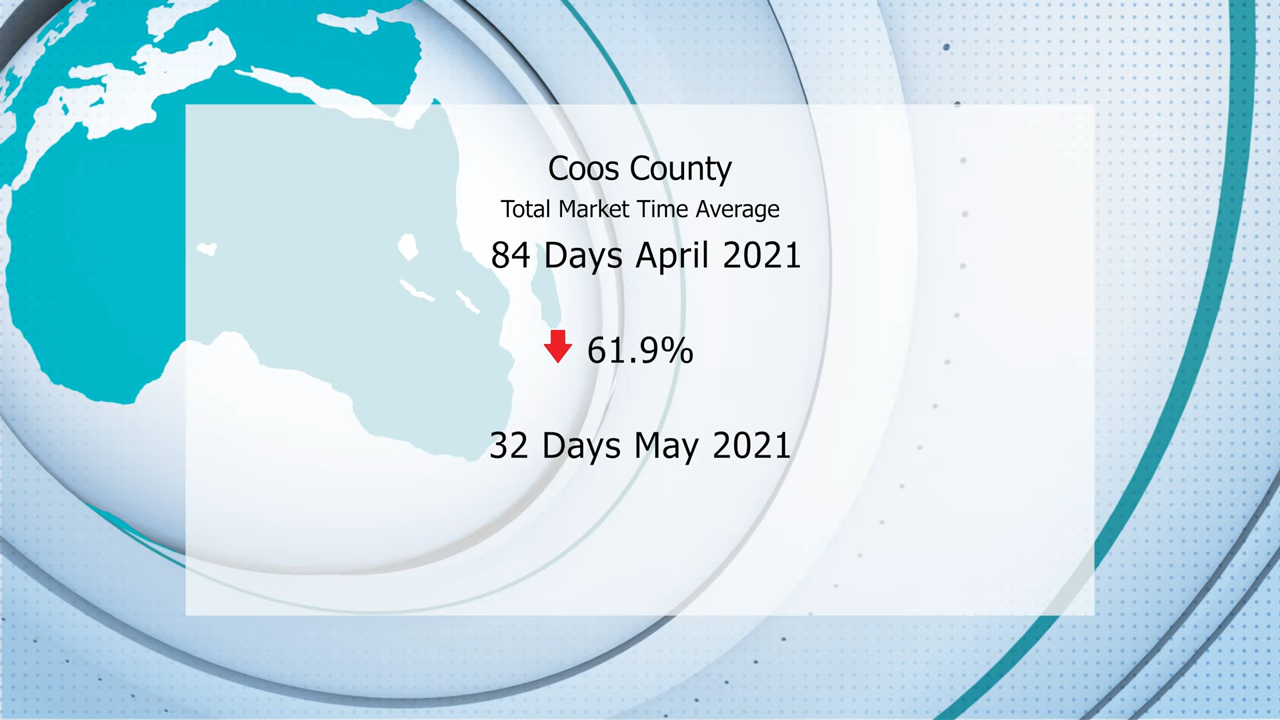 Coos County
Total Market Time Average
84 Days April 2021
61.9%
32 Days May 2021